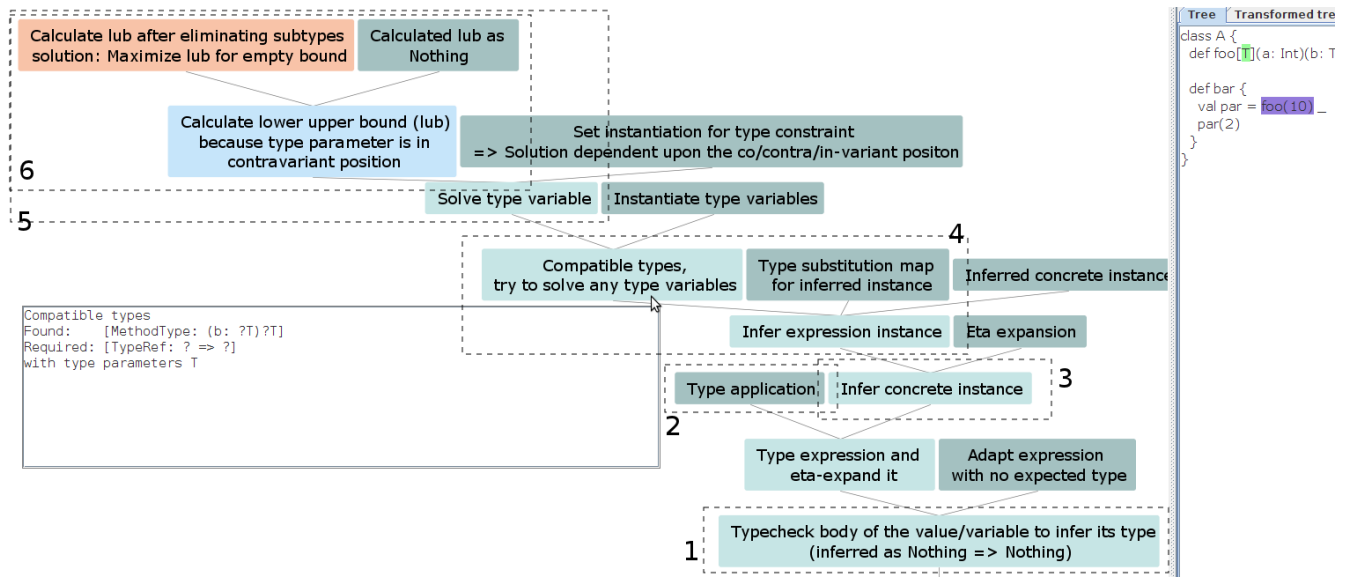 Calculate lub after eliminating subtypes
solution: Maximize lub for empty bound
Calculated lub as
Nothing
Calculate lower upper bound (lub)
because type parameter is in
contravariant position
Set instantiation for type constraint
=> Solution dependent upon the co/contra/in-variant positon
6
Solve type variable
Instantiate type variables
5
4
Compatible types,
try to solve any type variables
Type substitution map
for inferred instance
Inferred concrete instance
Compatible types
Found:    [MethodType: (b: ?T)?T]
Required: [TypeRef: ? => ?]
with type parameters T
Infer expression instance
Eta expansion
3
Type application
Infer concrete instance
2
Type expression and
eta-expand it
Adapt expression
with no expected type
1
Typecheck body of the value/variable to infer its type
(inferred as Nothing => Nothing)
Tree
Transformed tre
class A {
def foo[T](a: Int)(b: T
def bar {
val par = foo(10) _
par(2)
}
}